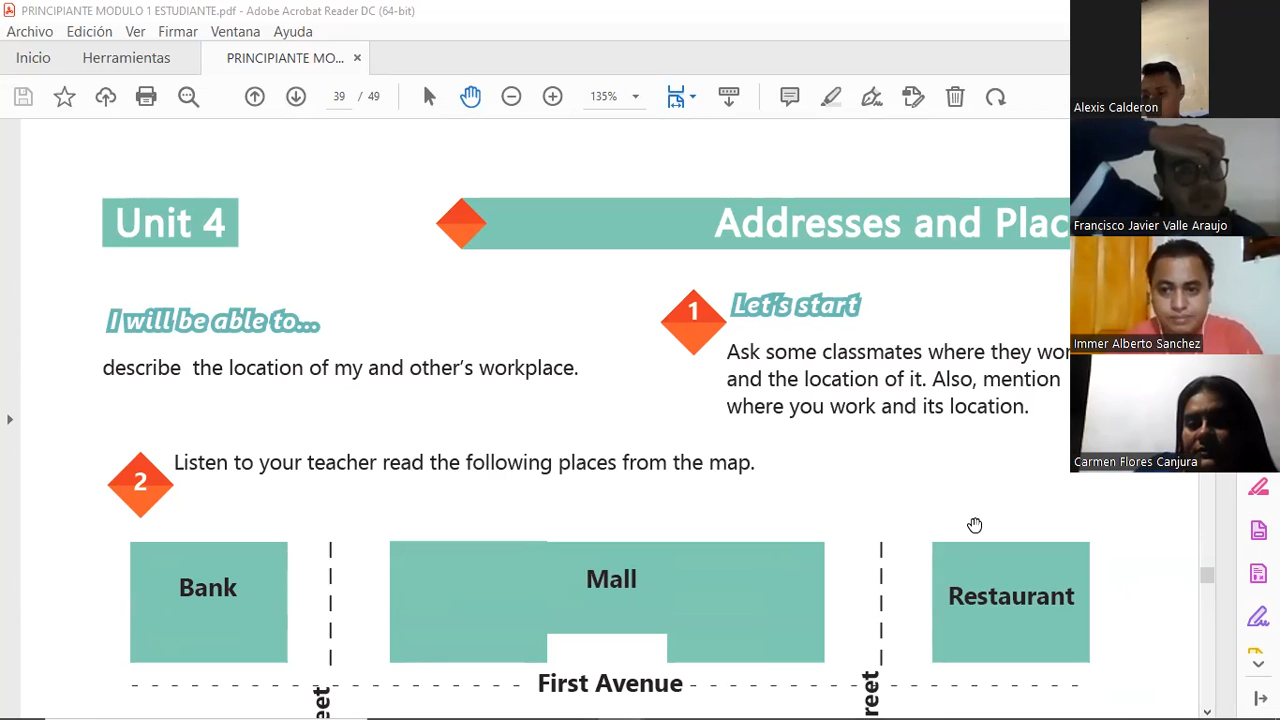 PRINCIPIANTE MODULO 1 ESTUDIANTE.pdf - Adobe Acrobat Reader DC (64-bit)
Archivo Edición Ver Firmar Ventana Ayuda
Inicio Herramientas PRINCIPIANTE MO... ×
39 / 49 135%
Unit 4
Addresses and Plac
I will be able to...
describe the location of my and other's workplace.
1
Let's start
Ask some classmates where they wor
and the location of it. Also, mention
where you work and its location.
2
Listen to your teacher read the following places from the map.
Bank
Mall
Restaurant
First Avenue
eet
reet
Alexis Calderon
Francisco Javier Valle Araujo
Immer Alberto Sanchez
Carmen Flores Canjura